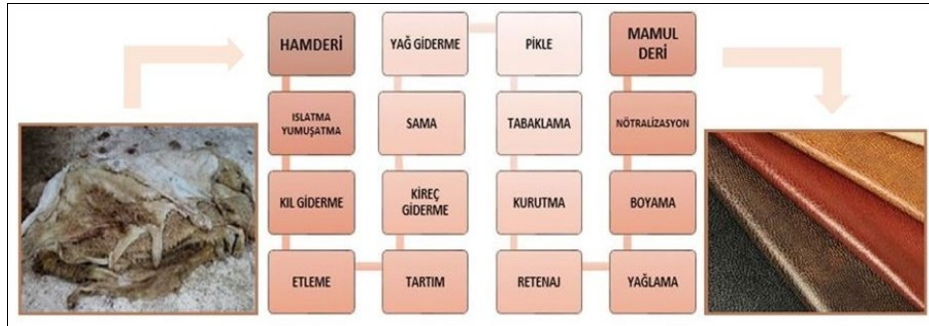 HAMDERİ
YAĞ GİDERME
PİKLE
MAMUL
DERİ
ISLATMA
YUMUŞATMA
SAMA
TABAKLAMA
NÖTRALİZASYON
KIL GİDERME
KİREÇ
GİDERME
KURUTMA
BOYAMA
ETLEME
TARTIM
RETENAJ
YAĞLAMA